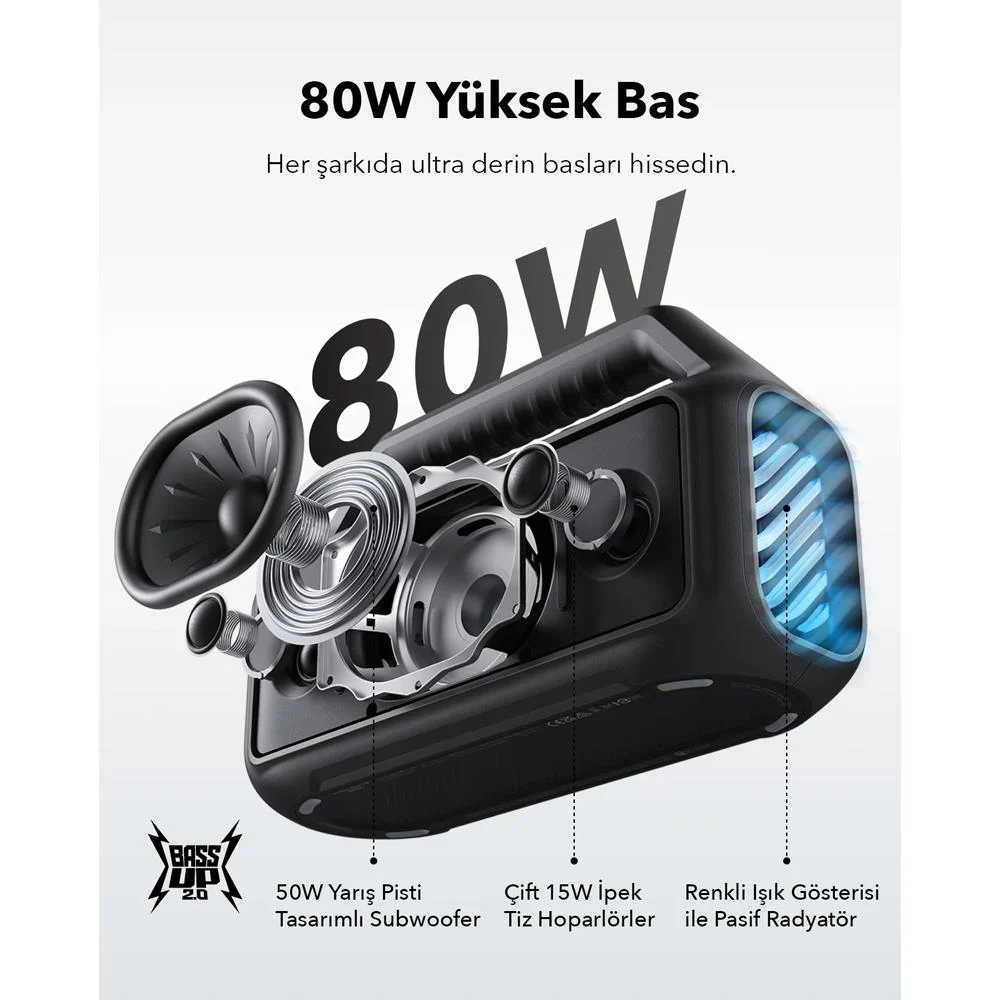 80W Yüksek Bas
Her şarkıda ultra derin basları hissedin.
80W
BASS
UP
2.0
50W Yarış Pisti
Tasarımlı Subwoofer
Çift 15W İpek
Tiz Hoparlörler
Renkli Işık Gösterisi
ile Pasif Radyatör